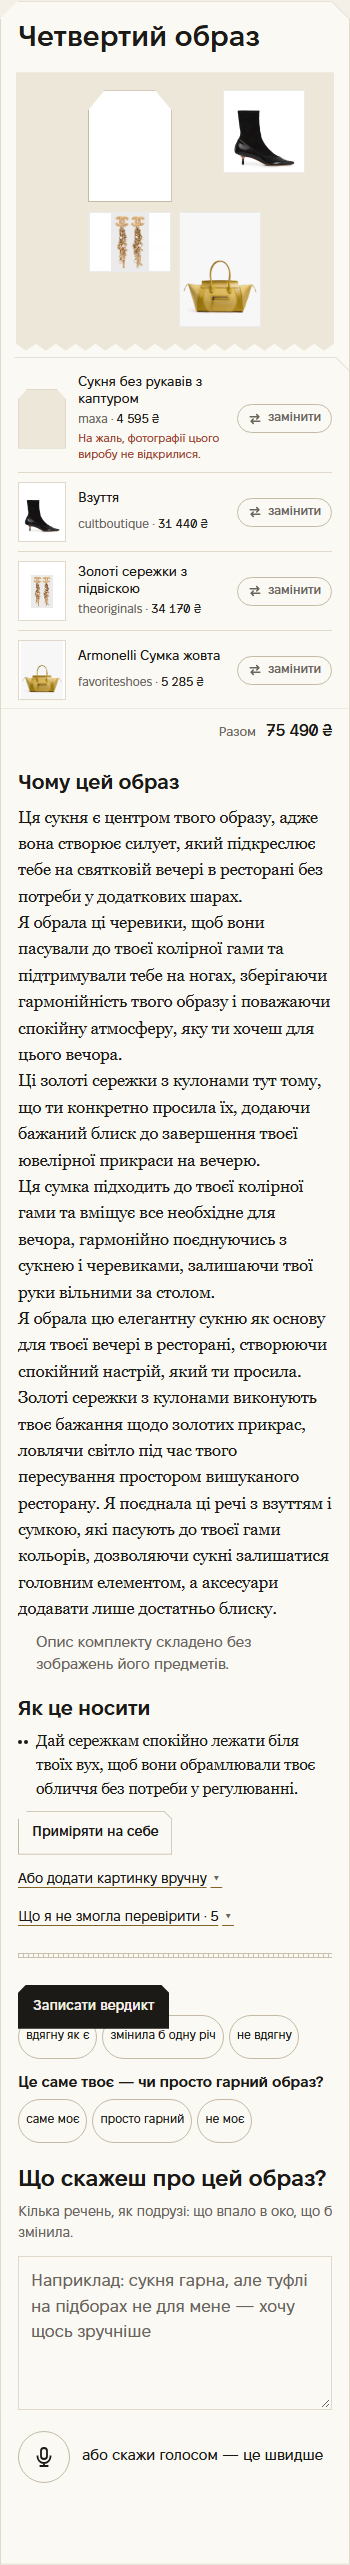 Четвертий образ
Сукня без рукавів з
каптуром
maxa · 4 595 ₴
На жаль, фотографії цього
виробу не відкрилися.
замінити
Взуття
cultboutique · 31 440 ₴
замінити
Золоті сережки з
підвіскою
theoriginals · 34 170 ₴
замінити
Armonelli Сумка жовта
favoriteshoes · 5 285 ₴
замінити
Разом 75 490 ₴
Чому цей образ
Ця сукня є центром твого образу, адже
вона створює силует, який підкреслює
тебе на святковій вечері в ресторані без
потреби у додаткових шарах.
Я обрала ці черевики, щоб вони
пасували до твоєї колірної гами та
підтримували тебе на ногах, зберігаючи
гармонійність твого образу і поважаючи
спокійну атмосферу, яку ти хочеш для
цього вечора.
Ці золоті сережки з кулонами тут тому,
що ти конкретно просила їх, додаючи
бажаний блиск до завершення твоєї
ювелірної прикраси на вечерю.
Ця сумка підходить до твоєї колірної
гами та вміщує все необхідне для
вечора, гармонійно поєднуючись з
сукнею і черевиками, залишаючи твої
руки вільними за столом.
Я обрала цю елегантну сукню як основу
для твоєї вечері в ресторані, створюючи
спокійний настрій, який ти просила.
Золоті сережки з кулонами виконують
твоє бажання щодо золотих прикрас,
ловлячи світло під час твого
пересування простором вишуканого
ресторану. Я поєднала ці речі з взуттям і
сумкою, які пасують до твоєї гами
кольорів, дозволяючи сукні залишатися
головним елементом, а аксесуари
додавати лише достатньо блиску.
Опис комплекту складено без
зображень його предметів.
Як це носити
Дай сережкам спокійно лежати біля
твоїх вух, щоб вони обрамлювали твоє
обличчя без потреби у регулюванні.
Приміряти на себе
Або додати картинку вручну
Що я не змогла перевірити · 5
Записати вердикт
вдягну як є
змінила б одну річ
не вдягну
Це саме твоє — чи просто гарний образ?
саме моє
просто гарний
не моє
Що скажеш про цей образ?
Кілька речень, як подрузі: що впало в око, що б
змінила.
Наприклад: сукня гарна, але туфлі
на підборах не для мене — хочу
щось зручніше
або скажи голосом — це швидше